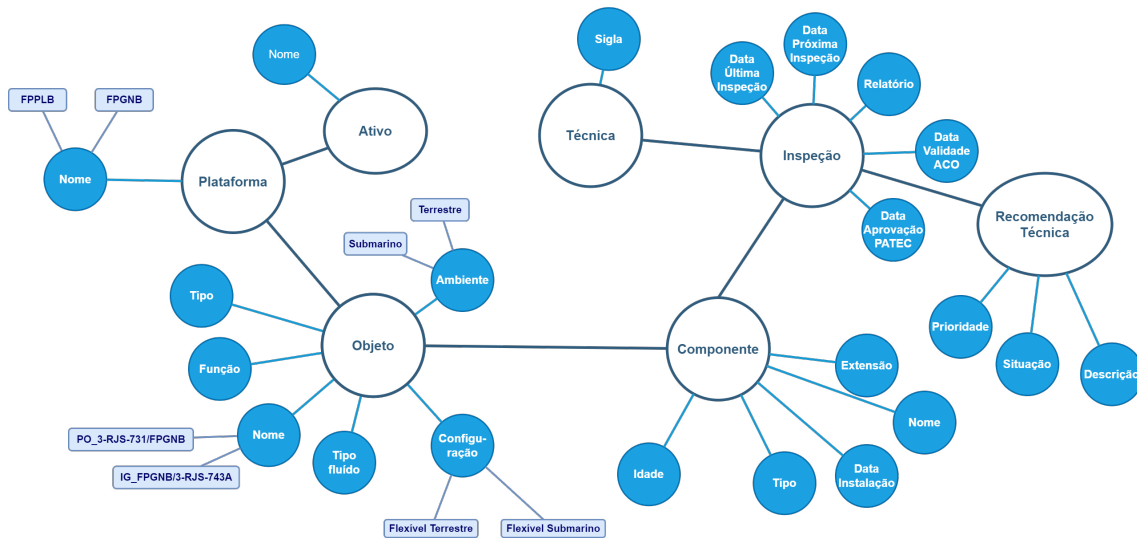 Nome
Ativo
FPPLB
FPGNB
Nome
Plataforma
Sigla
Técnica
Data
Última
Inspeção
Data
Próxima
Inspeção
Relatório
Inspeção
Data
Validade
ACO
Data
Aprovação
PATEC
Recomendação
Técnica
Prioridade
Situação
Descrição
Terrestre
Submarino
Ambiente
Tipo
Função
Objeto
Nome
PO_3-RJS-731/FPGNB
IG_FPGNB/3-RJS-743A
Tipo
fluído
Configu-
ração
Flexível Terrestre
Flexível Submarino
Componente
Extensão
Nome
Data
Instalação
Tipo
Idade